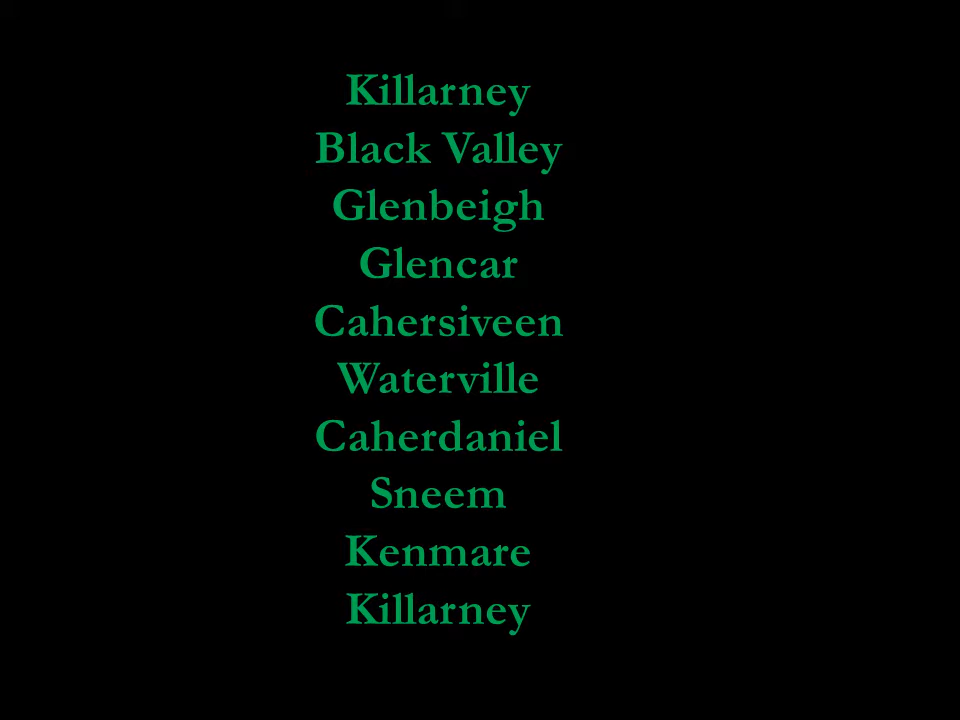 Killarney
Black Valley
Glenbeigh
Glencar
Cahersiveen
Waterville
Caherdaniel
Sneem
Kenmare
Killarney